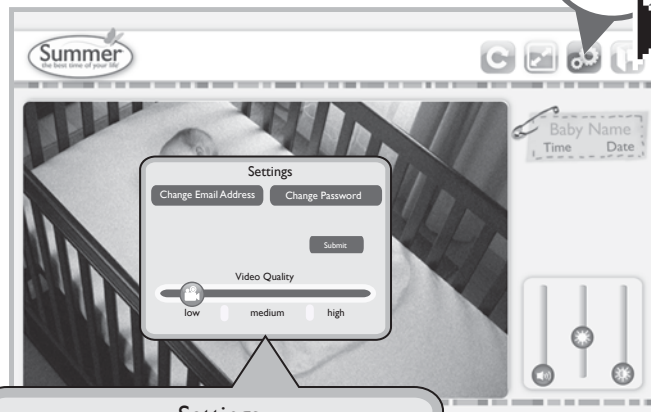 Summer
the best time of your life
Baby Name
Time Date
Settings
Change Email Address Change Password
Submit
Video Quality
low medium high
Settings